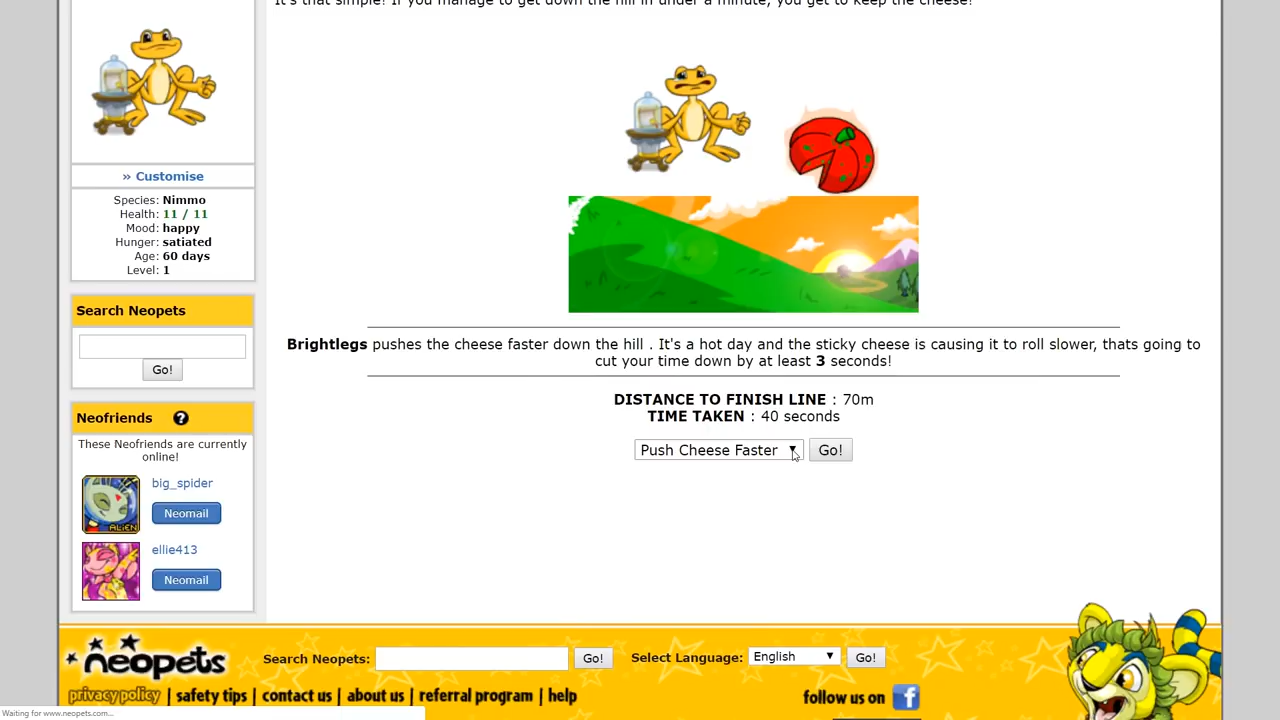 It's that simple! If you manage to get down the hill in under a minute, you get to keep the cheese!
» Customise
Species: Nimmo
Health: 11 / 11
Mood: happy
Hunger: satiated
Age: 60 days
Level: 1
Search Neopets
Go!
Neofriends ?
These Neofriends are currently
online!
big_spider
Neomail
ALIEN
ellie413
Neomail
Brightlegs pushes the cheese faster down the hill . It's a hot day and the sticky cheese is causing it to roll slower, thats going to
cut your time down by at least 3 seconds!
DISTANCE TO FINISH LINE : 70m
TIME TAKEN : 40 seconds
Push Cheese Faster Go!
neopets
Search Neopets: Go! Select Language: English Go!
privacy policy | safety tips | contact us | about us | referral program | help
follow us on f
Waiting for www.neopets.com...